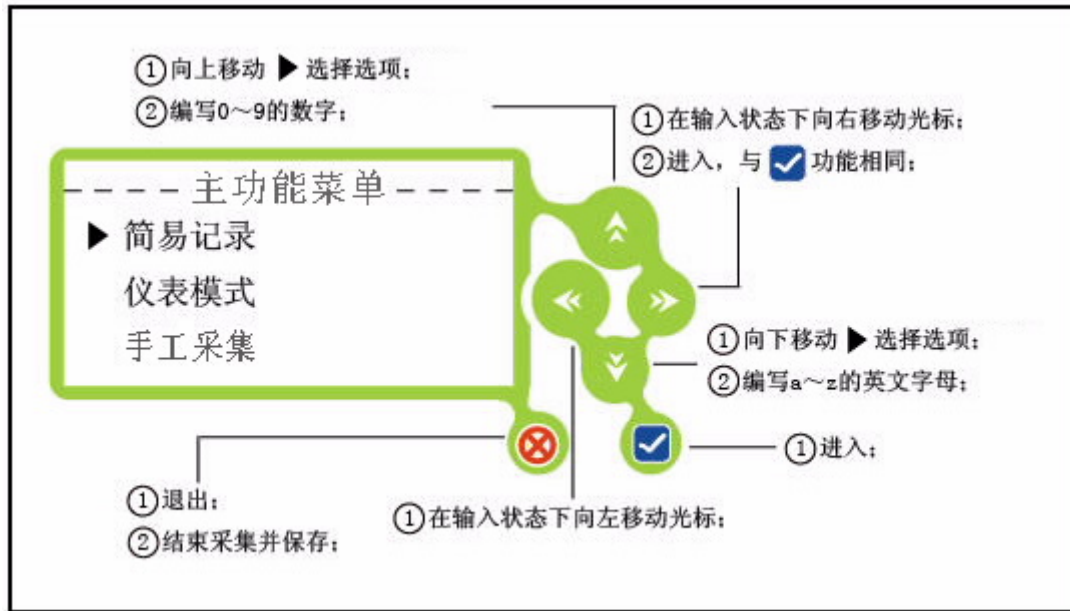 ①向上移动 ▶ 选择选项；
②编写0～9的数字；
①在输入状态下向右移动光标；
②进入，与 ☑ 功能相同；
－－－－主功能菜单－－－－
▶ 简易记录
仪表模式
手工采集
①向下移动 ▶ 选择选项；
②编写a～z的英文字母；
①进入；
①退出；
②结束采集并保存；
①在输入状态下向左移动光标；